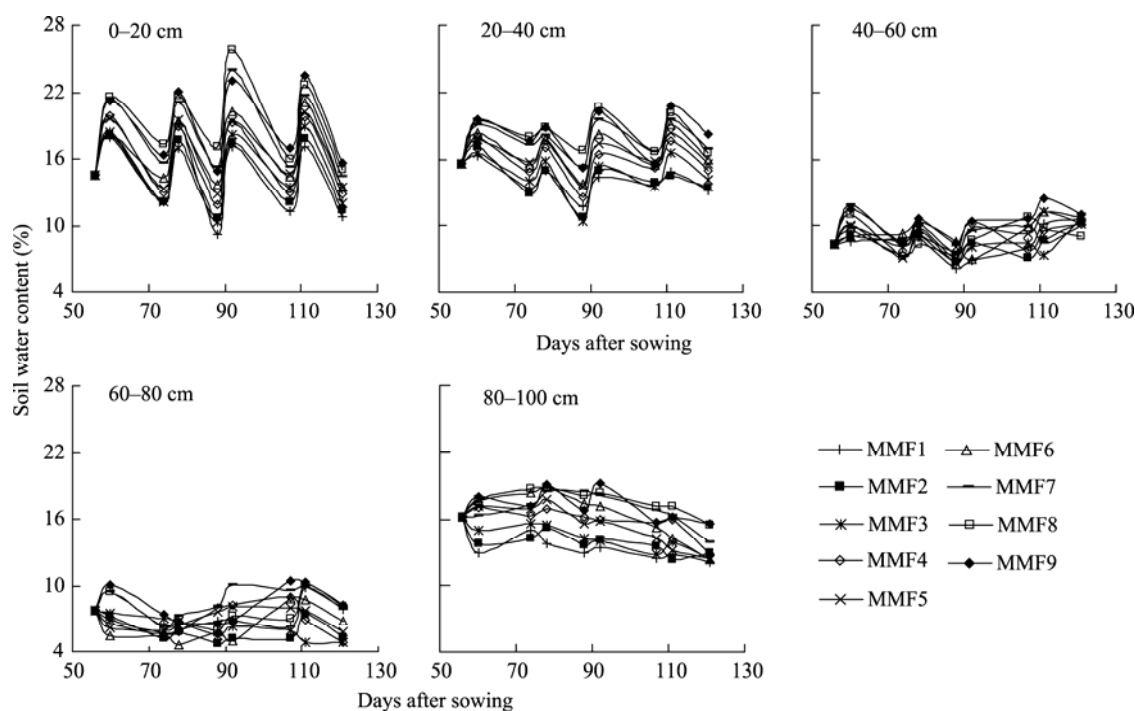 0–20 cm
20–40 cm
40–60 cm
28
22
16
10
4
50 70 90 110 130
50 70 90 110 130
50 70 90 110 130
Days after sowing
Soil water content (%)
60–80 cm
80–100 cm
28
22
16
10
4
50 70 90 110 130
50 70 90 110 130
Days after sowing
MMF1
MMF2
MMF3
MMF4
MMF5
MMF6
MMF7
MMF8
MMF9